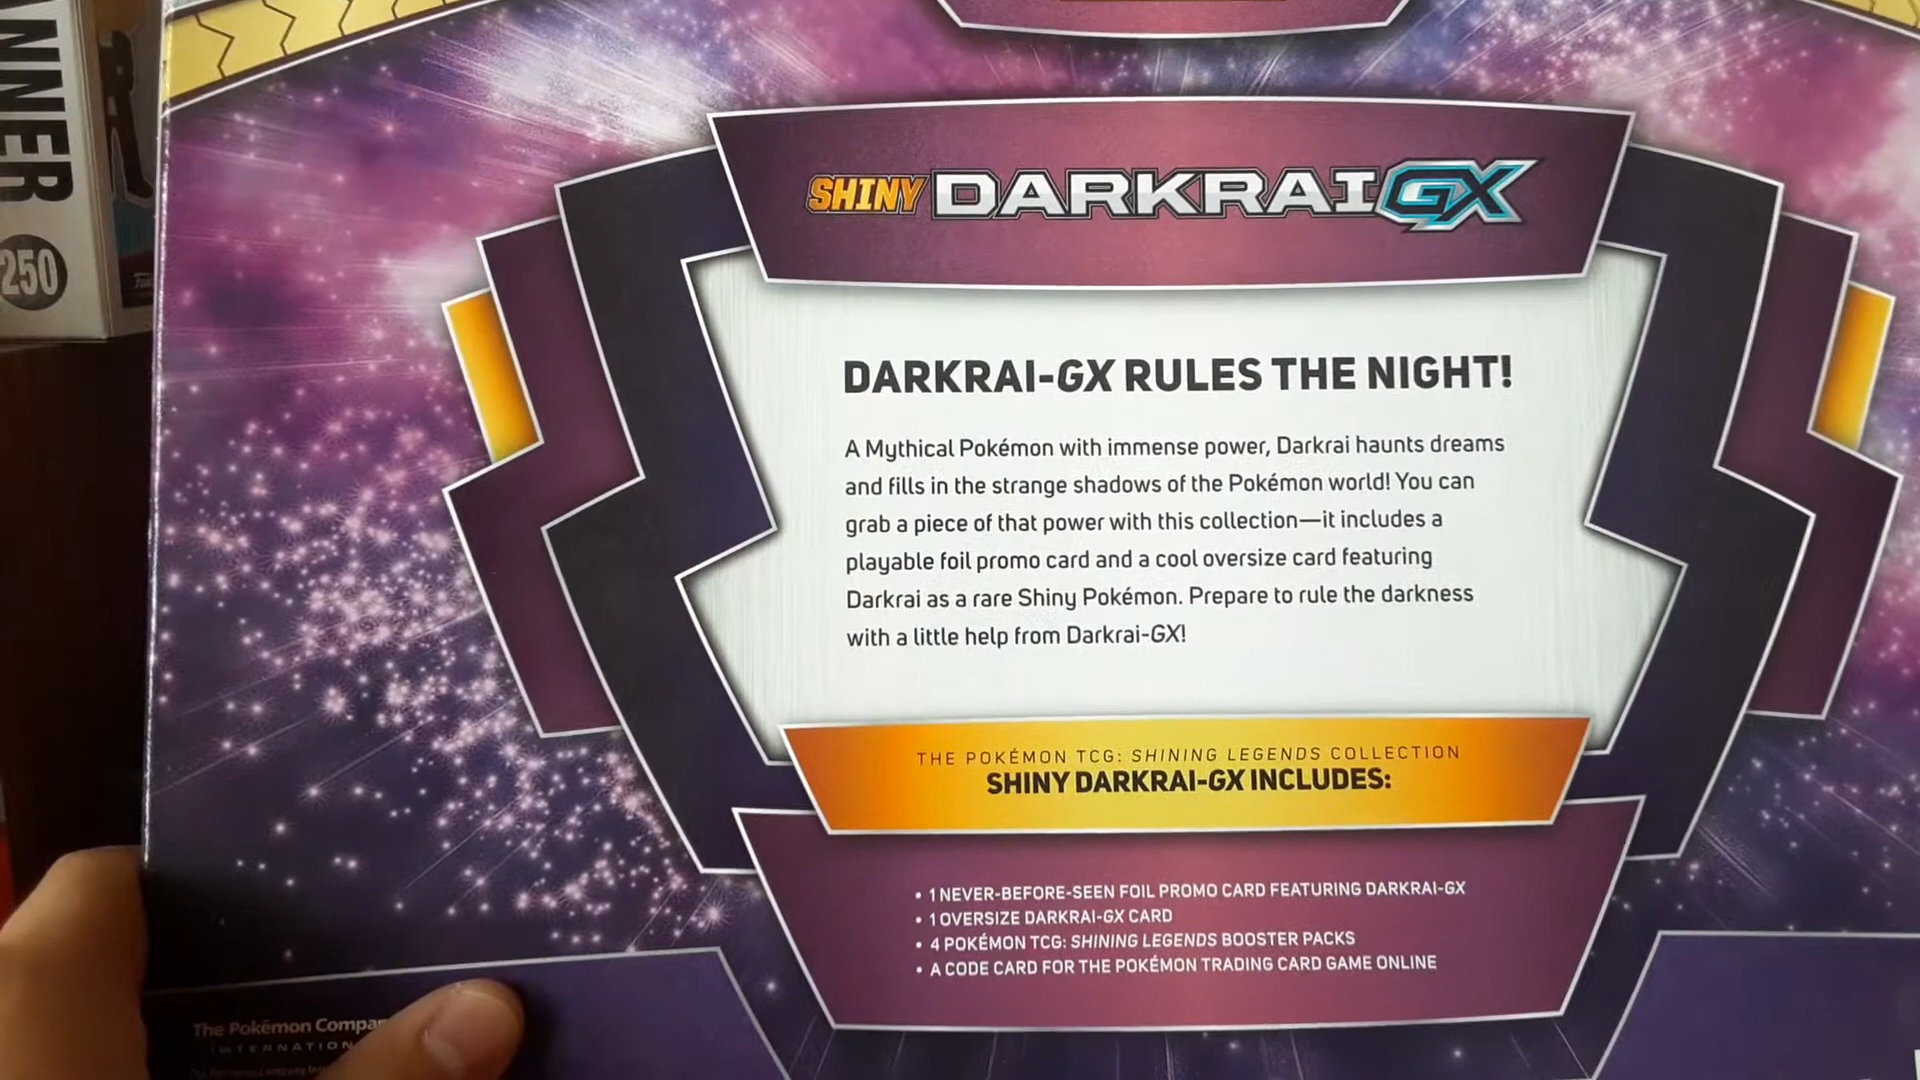 NNER
250
SHINY DARKRAI GX
DARKRAI-GX RULES THE NIGHT!
A Mythical Pokémon with immense power, Darkrai haunts dreams
and fills in the strange shadows of the Pokémon world! You can
grab a piece of that power with this collection—it includes a
playable foil promo card and a cool oversize card featuring
Darkrai as a rare Shiny Pokémon. Prepare to rule the darkness
with a little help from Darkrai-GX!
THE POKÉMON TCG: SHINING LEGENDS COLLECTION
SHINY DARKRAI-GX INCLUDES:
• 1 NEVER-BEFORE-SEEN FOIL PROMO CARD FEATURING DARKRAI-GX
• 1 OVERSIZE DARKRAI-GX CARD
• 4 POKÉMON TCG: SHINING LEGENDS BOOSTER PACKS
• A CODE CARD FOR THE POKÉMON TRADING CARD GAME ONLINE
The Pokémon Compa
INTERNATION